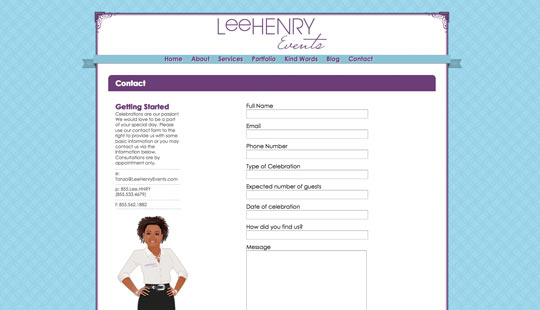 LeeHENRY
Events
Home About Services Portfolio Kind Words Blog Contact
Contact
Getting Started
Celebrations are our passion!
We would love to be a part
of your special day. Please
use our contact form to the
right to provide us with some
basic information or you may
contact us via the
information below.
Consultations are by
appointment only.
e:
Tonza@LeeHenryEvents.com
p: 855.Lee.HNRY
(855.533.4679)
f: 855.562.1882
Full Name
Email
Phone Number
Type of Celebration
Expected number of guests
Date of celebration
How did you find us?
Message